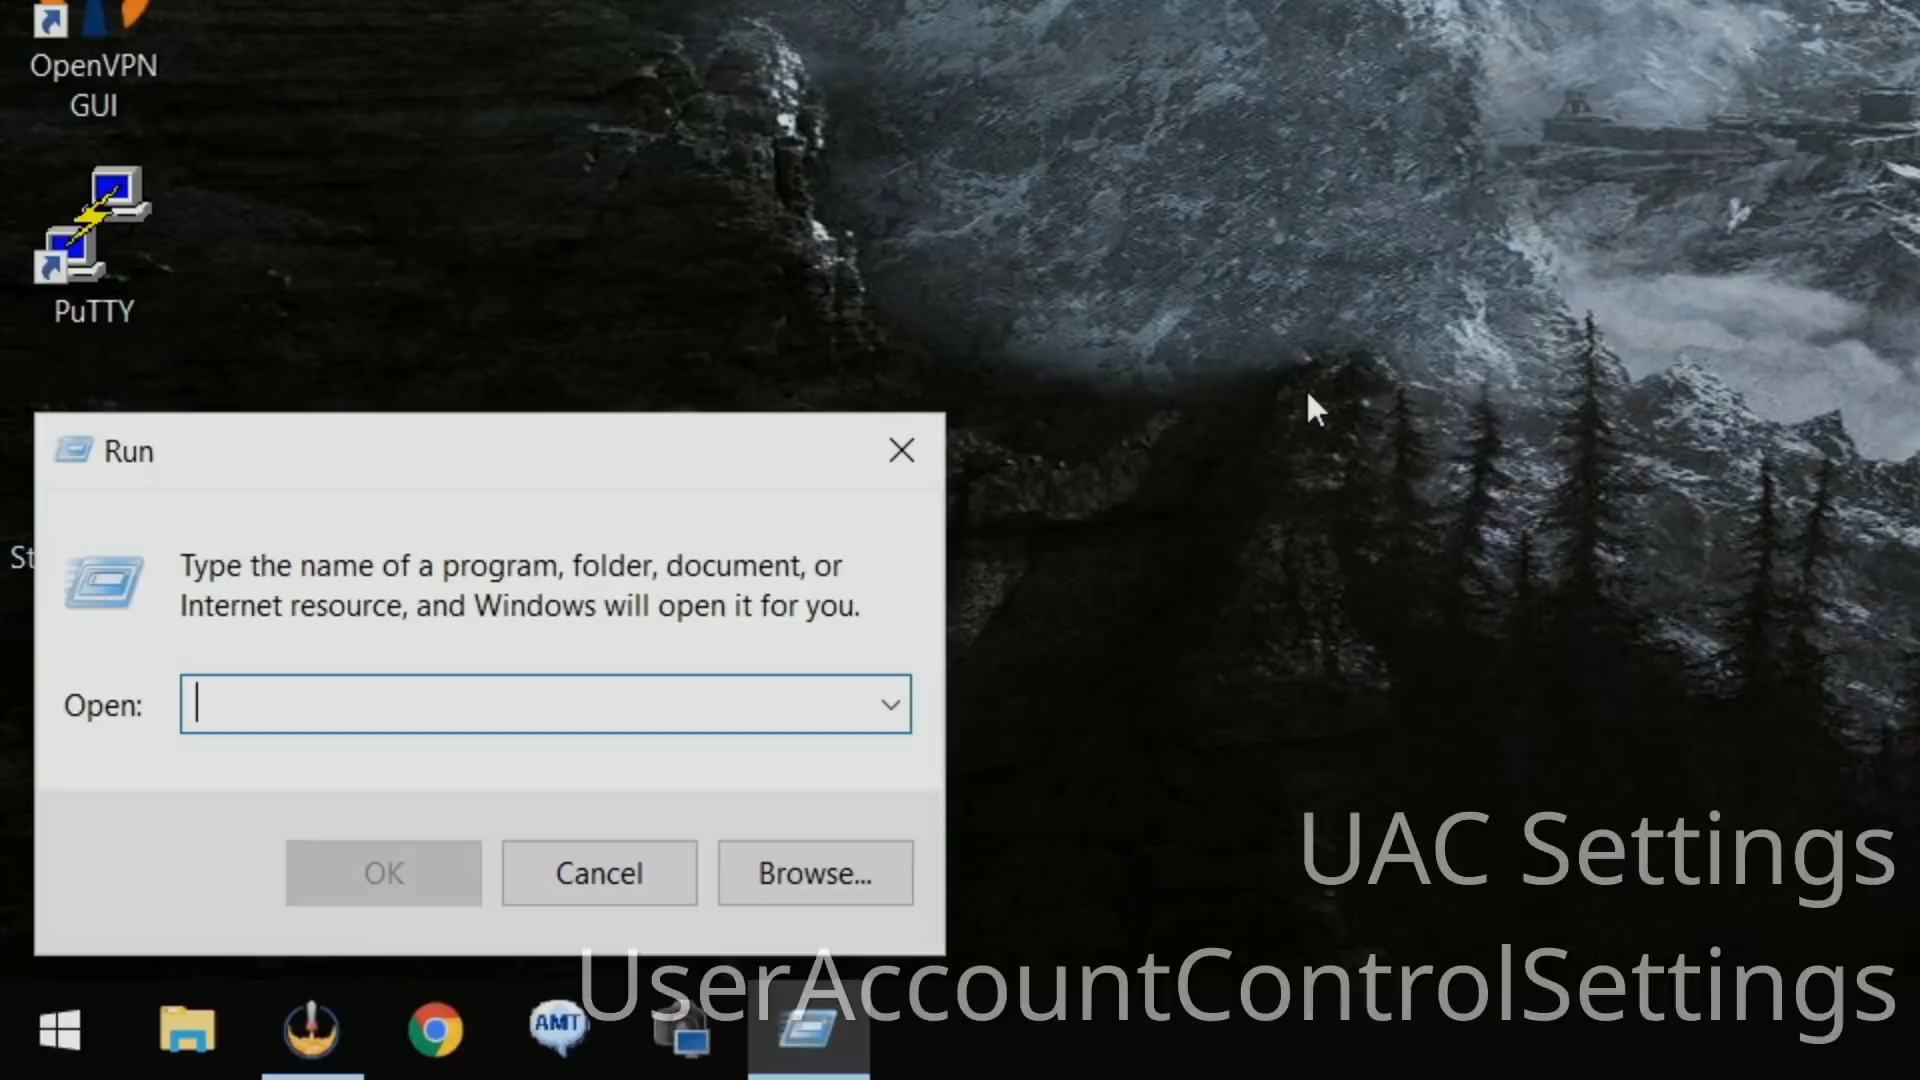 OpenVPN
GUI
PuTTY
St
Run
Type the name of a program, folder, document, or
Internet resource, and Windows will open it for you.
Open:
OK
Cancel
Browse...
UAC Settings
UserAccountControlSettings
AMT